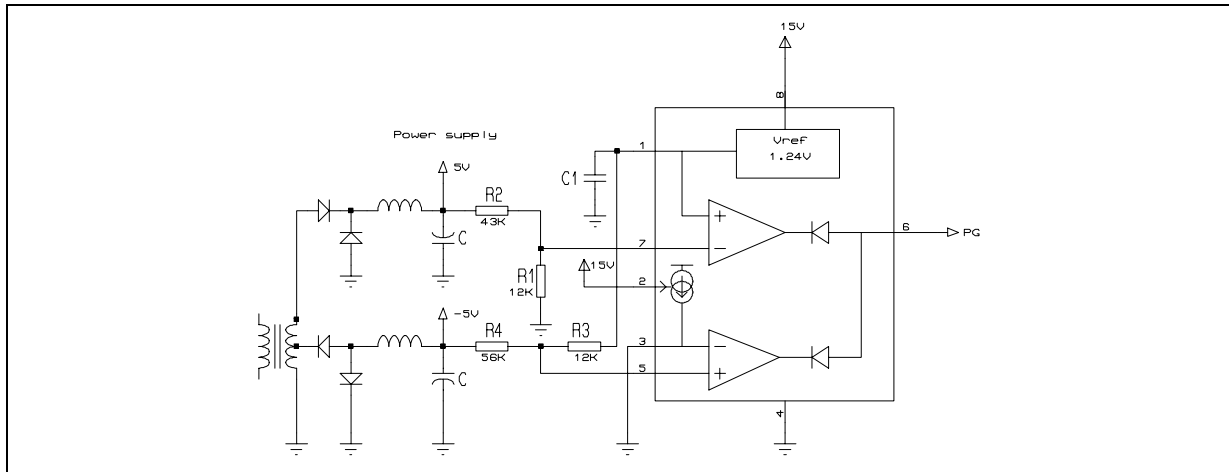 15V
8
Vref
1.24V
Power supply
1
5V
C1
R2
43K
6
PG
C
7
15V
R1
12K
2
-5V
R4
56K
R3
12K
3
5
C
4